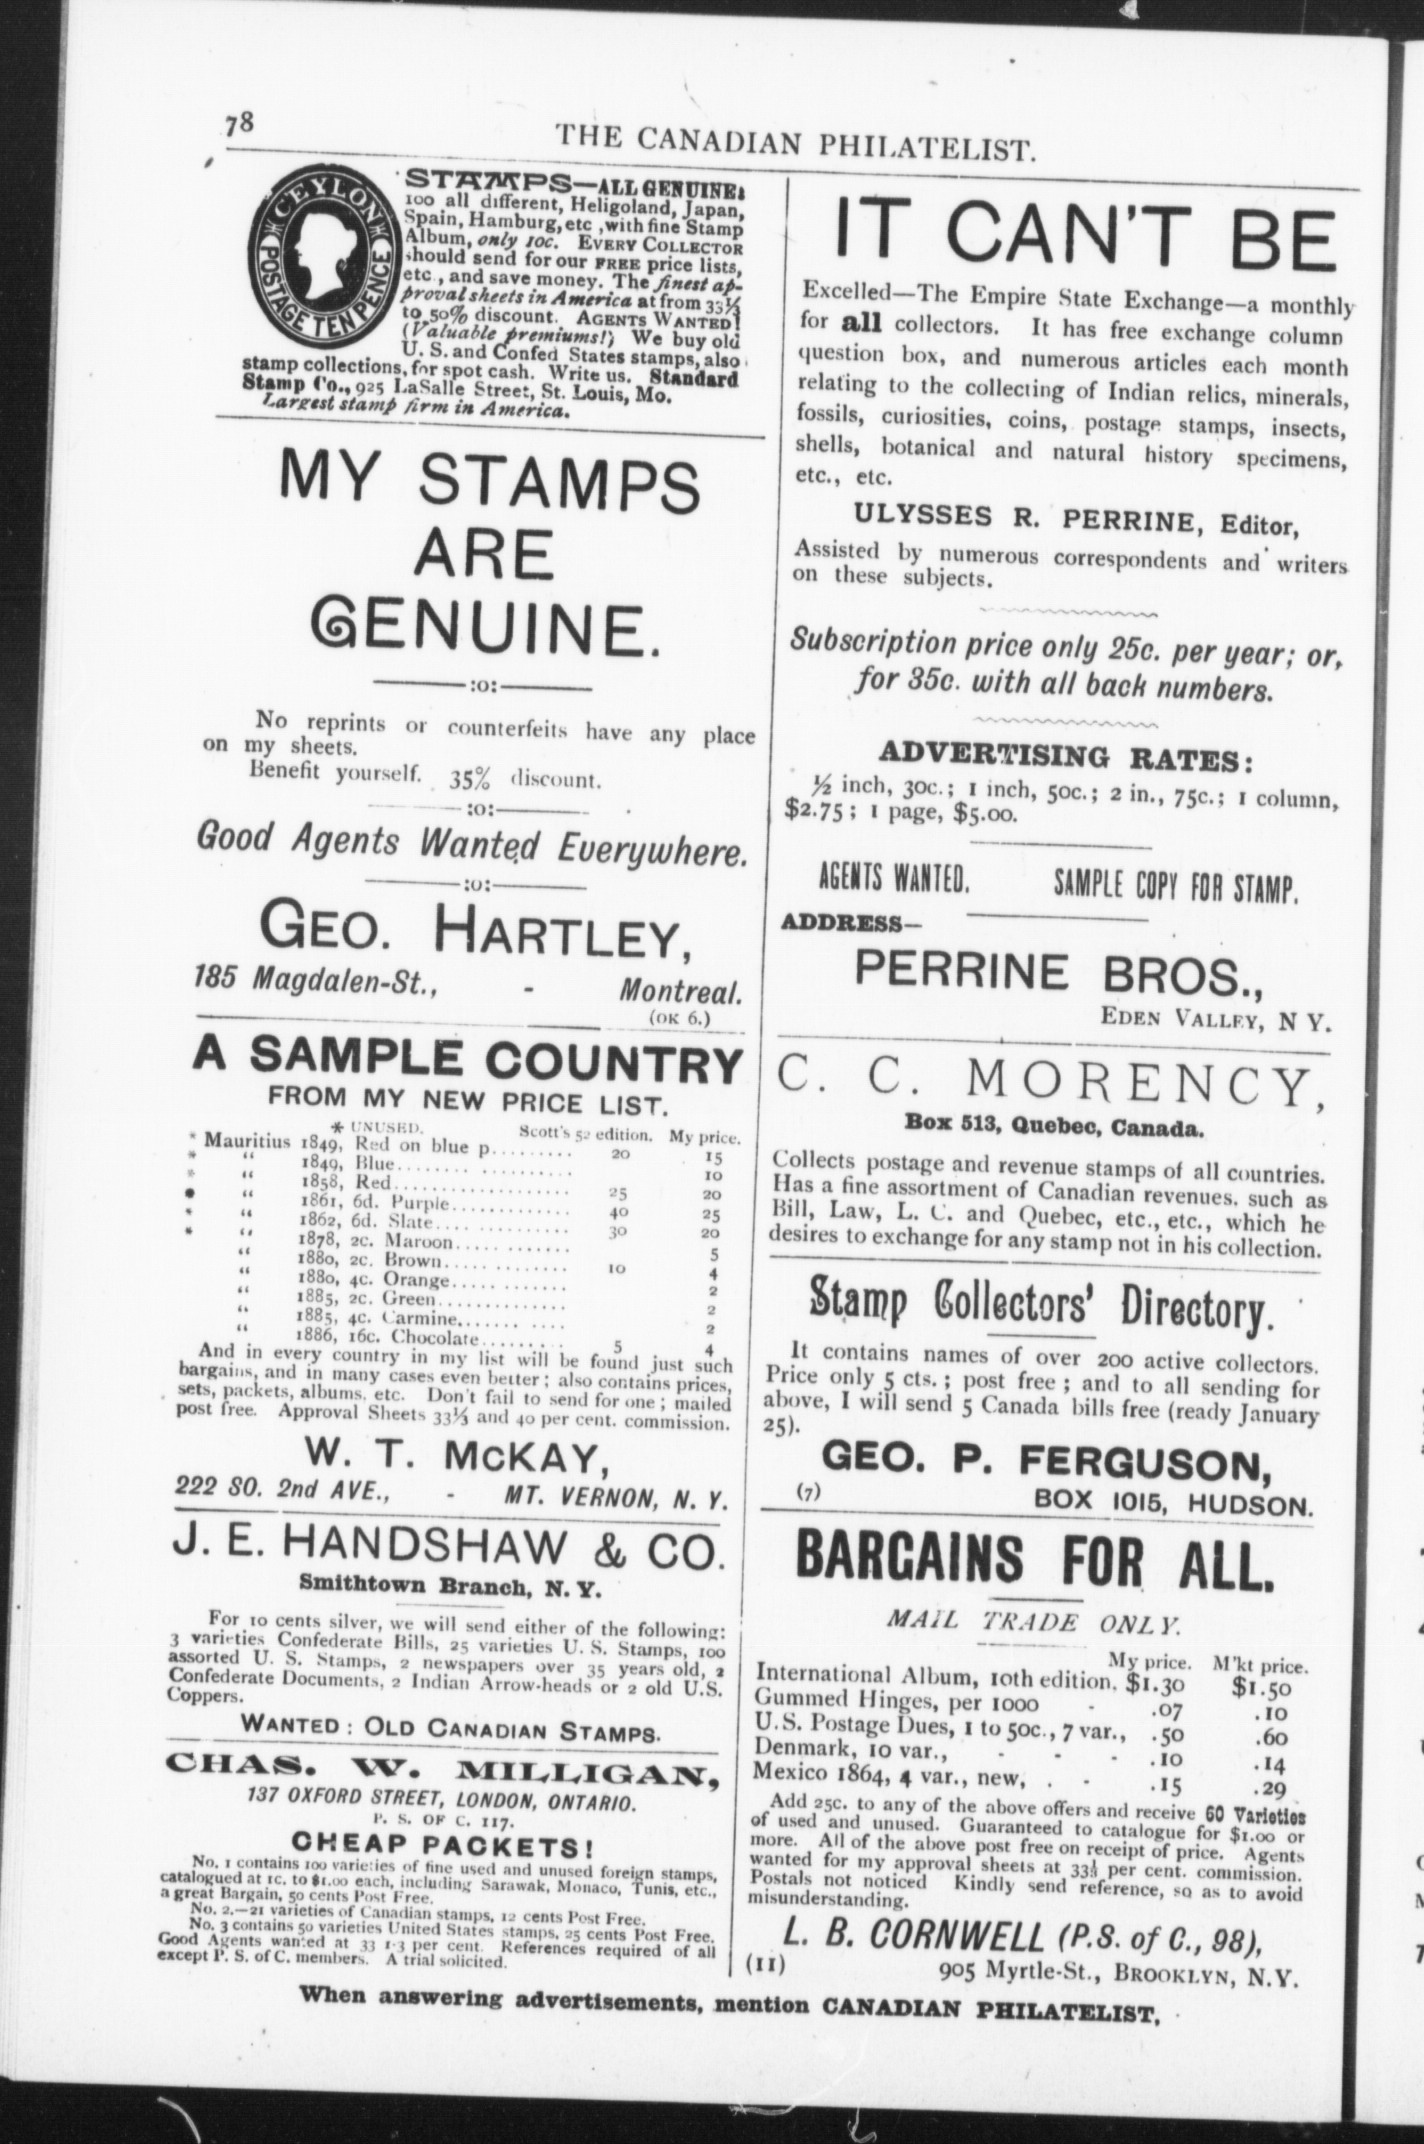 78
THE CANADIAN PHILATELIST.
CEYLON
POSTAGE TEN PENCE
STAMPS—ALL GENUINE!
100 all different, Heligoland, Japan,
Spain, Hamburg, etc ,with fine Stamp
Album, only 10c. EVERY COLLECTOR
should send for our FREE price lists,
etc., and save money. The finest ap-
proval sheets in America at from 33⅓
to 50% discount. AGENTS WANTED!
(Valuable premiums!) We buy old
U. S. and Confed States stamps, also
stamp collections, for spot cash. Write us. Standard
Stamp Co., 925 LaSalle Street, St. Louis, Mo.
Largest stamp firm in America.
MY STAMPS
ARE
GENUINE.
:o:
No reprints or counterfeits have any place
on my sheets.
Benefit yourself. 35% discount.
:o:
Good Agents Wanted Everywhere.
:o:
GEO. HARTLEY,
185 Magdalen-St., - Montreal.
(OK 6.)
A SAMPLE COUNTRY
FROM MY NEW PRICE LIST.
* UNUSED. Scott's 52 edition. My price.
* Mauritius 1849, Red on blue p......... 20 15
* " 1849, Blue.................... 10
* " 1858, Red.................... 25 20
● " 1861, 6d. Purple............. 40 25
* " 1862, 6d. Slate.............. 30 20
* " 1878, 2c. Maroon............ 5
" 1880, 2c. Brown............. 10 4
" 1880, 4c. Orange............ 2
" 1885, 2c. Green.............. 2
" 1885, 4c. Carmine........... 2
" 1886, 16c. Chocolate......... 5 4
And in every country in my list will be found just such
bargains, and in many cases even better; also contains prices,
sets, packets, albums, etc. Don't fail to send for one; mailed
post free. Approval Sheets 33⅓ and 40 per cent. commission.
W. T. McKAY,
222 SO. 2nd AVE., - MT. VERNON, N. Y.
J. E. HANDSHAW & CO.
Smithtown Branch, N. Y.
For 10 cents silver, we will send either of the following:
3 varieties Confederate Bills, 25 varieties U. S. Stamps, 100
assorted U. S. Stamps, 2 newspapers over 35 years old, 2
Confederate Documents, 2 Indian Arrow-heads or 2 old U.S.
Coppers.
WANTED: OLD CANADIAN STAMPS.
CHAS. W. MILLIGAN,
137 OXFORD STREET, LONDON, ONTARIO.
P. S. OF C. 117.
CHEAP PACKETS!
No. 1 contains 100 varieties of fine used and unused foreign stamps,
catalogued at 1c. to $1.00 each, including Sarawak, Monaco, Tunis, etc.,
a great Bargain, 50 cents Post Free.
No. 2.—21 varieties of Canadian stamps, 12 cents Post Free.
No. 3 contains 50 varieties United States stamps, 25 cents Post Free.
Good Agents wanted at 33 1-3 per cent. References required of all
except P. S. of C. members. A trial solicited.
IT CAN'T BE
Excelled—The Empire State Exchange—a monthly
for all collectors. It has free exchange column
question box, and numerous articles each month
relating to the collecting of Indian relics, minerals,
fossils, curiosities, coins, postage stamps, insects,
shells, botanical and natural history specimens,
etc., etc.
ULYSSES R. PERRINE, Editor,
Assisted by numerous correspondents and writers
on these subjects.
Subscription price only 25c. per year; or,
for 35c. with all back numbers.
ADVERTISING RATES:
½ inch, 30c.; 1 inch, 50c.; 2 in., 75c.; 1 column,
$2.75; 1 page, $5.00.
AGENTS WANTED. SAMPLE COPY FOR STAMP.
ADDRESS—
PERRINE BROS.,
EDEN VALLEY, N Y.
C. C. MORENCY,
Box 513, Quebec, Canada.
Collects postage and revenue stamps of all countries.
Has a fine assortment of Canadian revenues. such as
Bill, Law, L. C. and Quebec, etc., etc., which he
desires to exchange for any stamp not in his collection.
Stamp Collectors' Directory.
It contains names of over 200 active collectors.
Price only 5 cts.; post free; and to all sending for
above, I will send 5 Canada bills free (ready January
25).
GEO. P. FERGUSON,
(7) BOX 1015, HUDSON.
BARGAINS FOR ALL.
MAIL TRADE ONLY.
My price. M'kt price.
International Album, 10th edition. $1.30 $1.50
Gummed Hinges, per 1000 - .07 .10
U.S. Postage Dues, 1 to 50c., 7 var., .50 .60
Denmark, 10 var., - - - .10 .14
Mexico 1864, 4 var., new, . - .15 .29
Add 25c. to any of the above offers and receive 60 Varieties
of used and unused. Guaranteed to catalogue for $1.00 or
more. All of the above post free on receipt of price. Agents
wanted for my approval sheets at 33⅓ per cent. commission.
Postals not noticed Kindly send reference, so as to avoid
misunderstanding.
L. B. CORNWELL (P.S. of C., 98),
(11) 905 Myrtle-St., BROOKLYN, N.Y.
When answering advertisements, mention CANADIAN PHILATELIST.